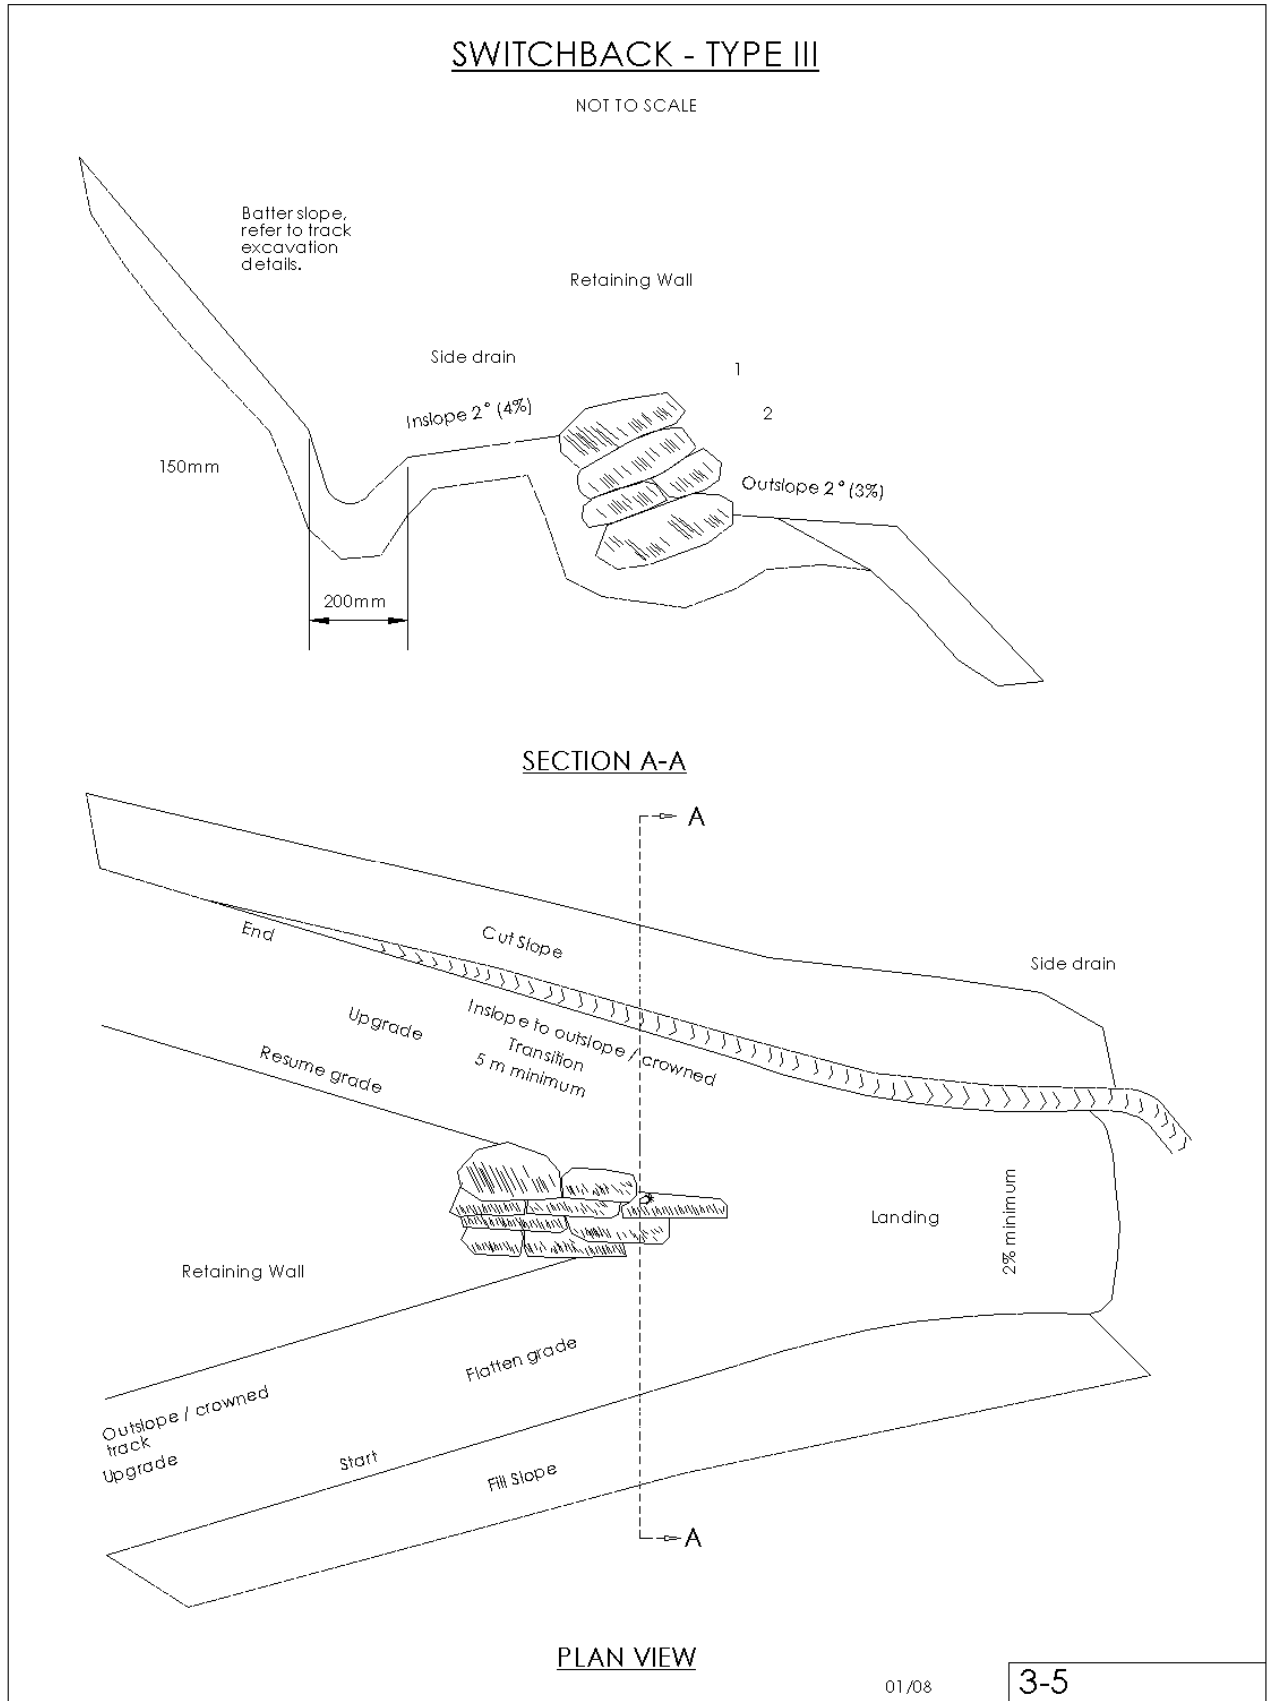 SWITCHBACK - TYPE III
NOT TO SCALE
Batter slope,
refer to track
excavation
details.
Retaining Wall
Side drain
1
Inslope 2° (4%)
2
150mm
Outslope 2° (3%)
200mm
SECTION A-A
A
End
Cut Slope
Side drain
Upgrade
Inslope to outslope / crowned
Transition
5 m minimum
Resume grade
Landing
2% minimum
Retaining Wall
Flatten grade
Outslope / crowned
track
Upgrade
Start
Fill Slope
A
PLAN VIEW
01/08
3-5